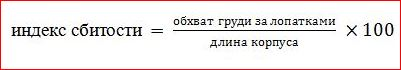 индекс сбитости = обхват груди за лопатками / длина корпуса × 100